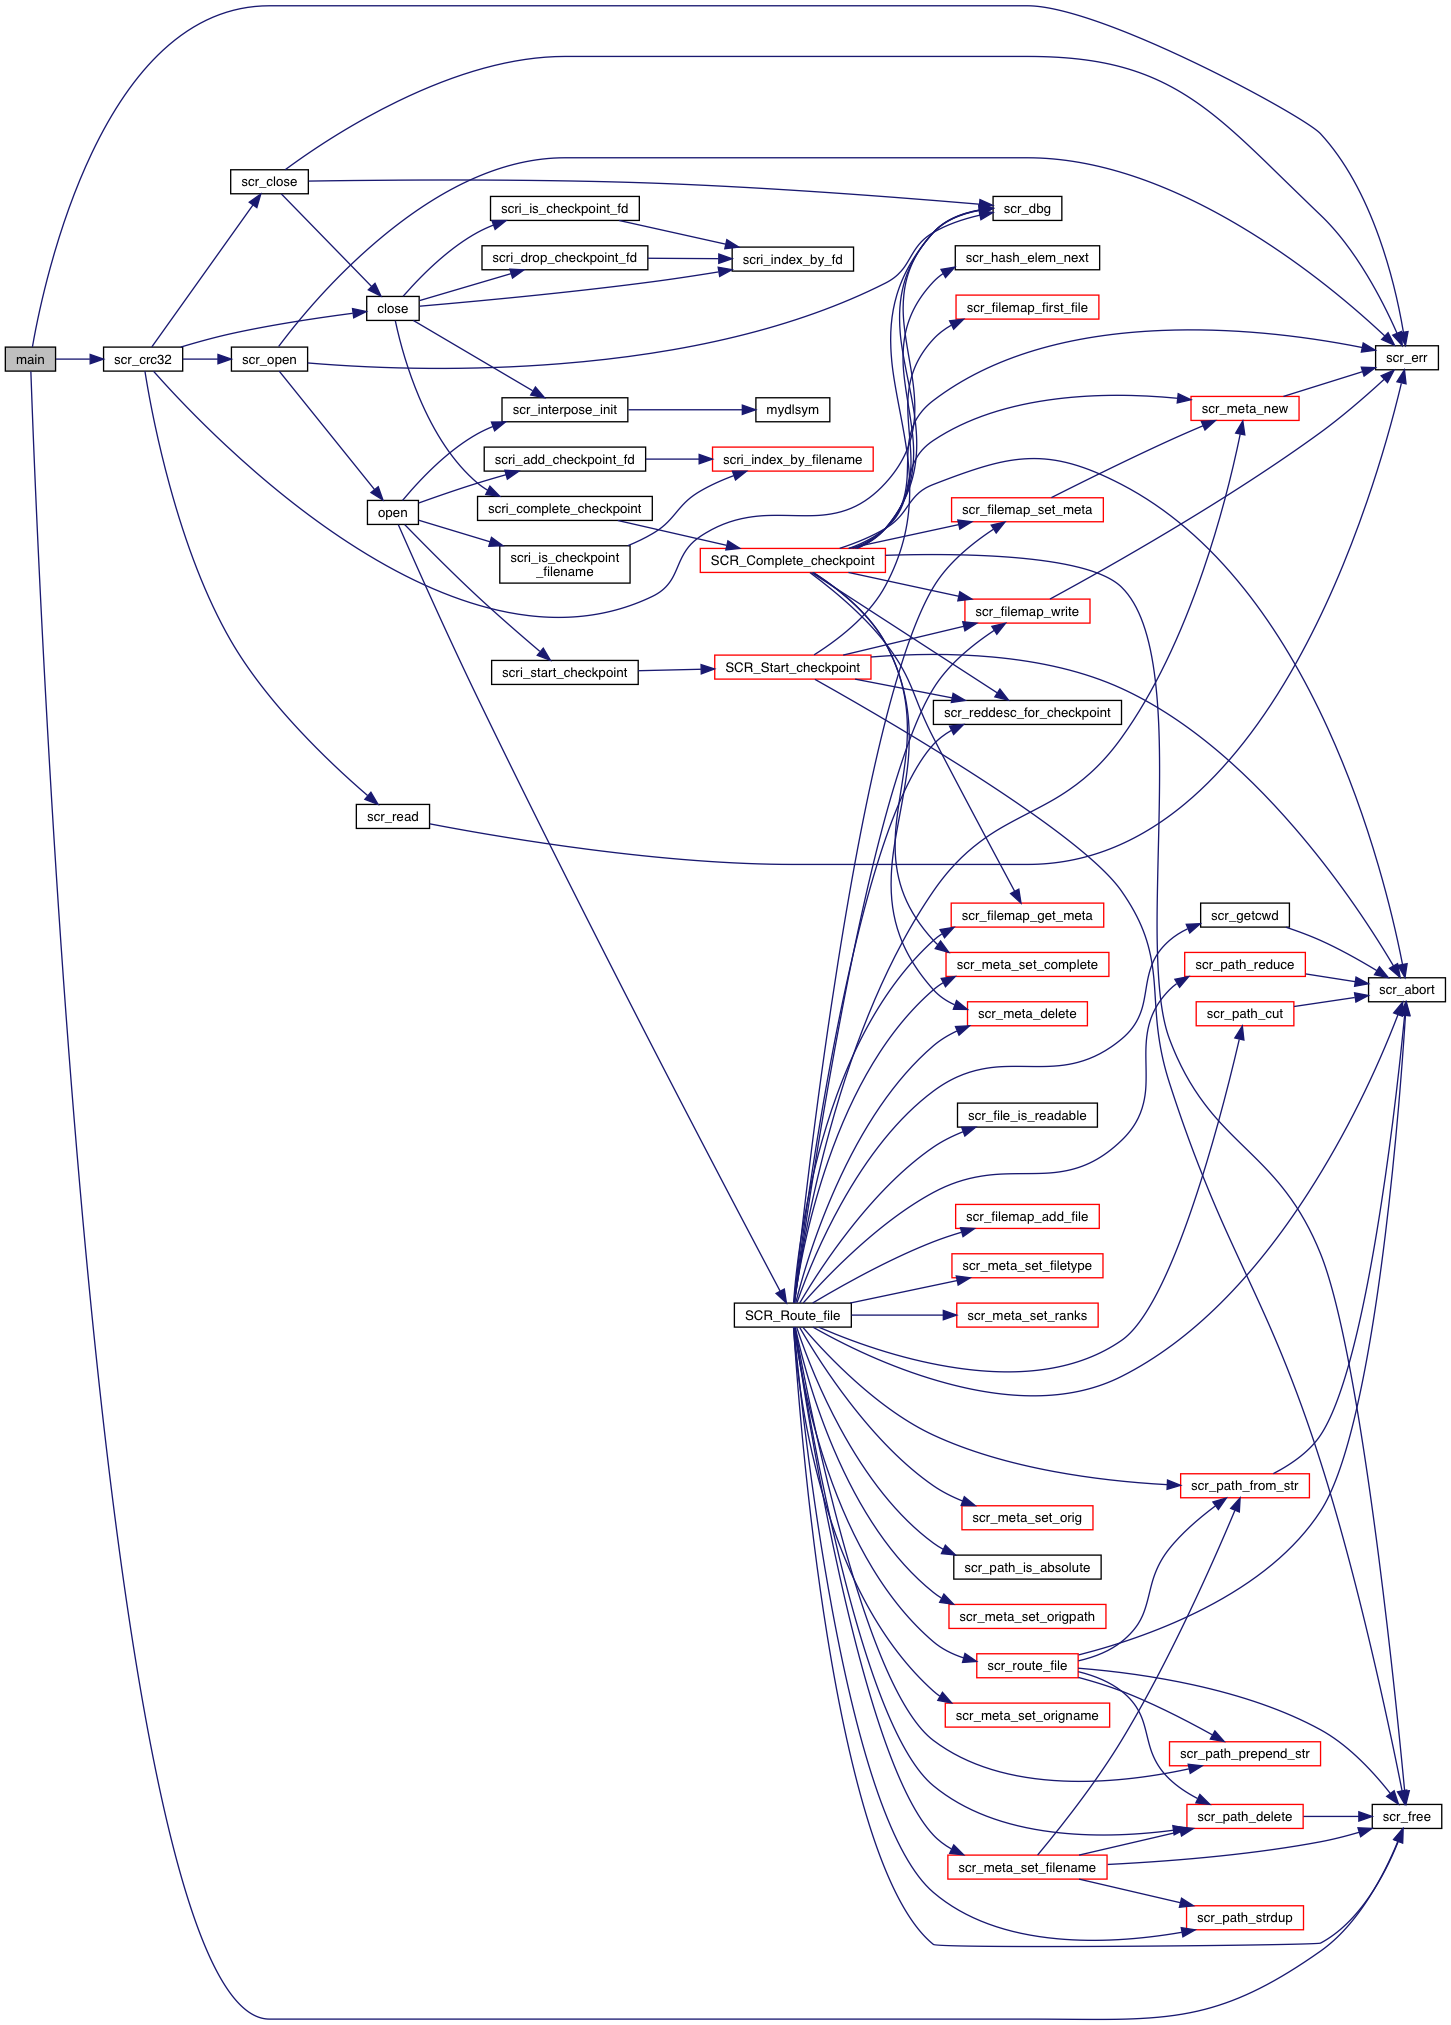 main
scr_crc32
scr_close
scr_open
close
open
scr_read
scri_is_checkpoint_fd
scri_drop_checkpoint_fd
scri_index_by_fd
scr_interpose_init
mydlsym
scri_add_checkpoint_fd
scri_index_by_filename
scri_complete_checkpoint
scri_is_checkpoint
_filename
scri_start_checkpoint
SCR_Complete_checkpoint
SCR_Start_checkpoint
SCR_Route_file
scr_dbg
scr_hash_elem_next
scr_filemap_first_file
scr_err
scr_meta_new
scr_filemap_set_meta
scr_filemap_write
scr_reddesc_for_checkpoint
scr_filemap_get_meta
scr_meta_set_complete
scr_meta_delete
scr_getcwd
scr_path_reduce
scr_path_cut
scr_abort
scr_file_is_readable
scr_filemap_add_file
scr_meta_set_filetype
scr_meta_set_ranks
scr_path_from_str
scr_meta_set_orig
scr_path_is_absolute
scr_meta_set_origpath
scr_route_file
scr_meta_set_origname
scr_path_prepend_str
scr_path_delete
scr_free
scr_meta_set_filename
scr_path_strdup